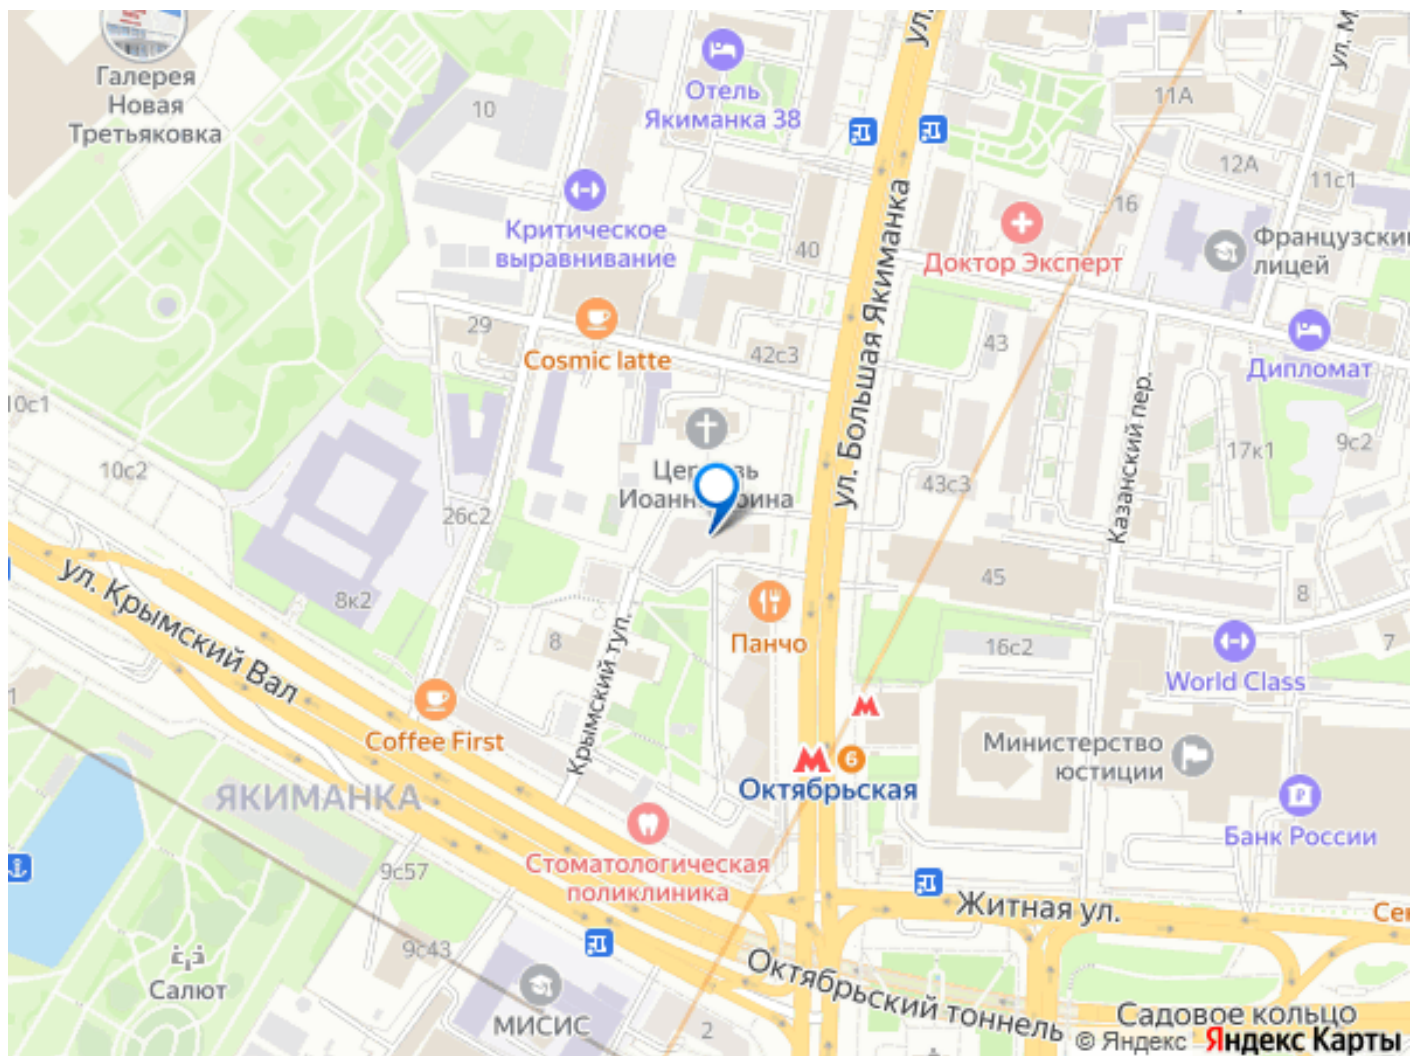 Галерея
Новая
Третьяковка
10
Отель
Якиманка 38
ул.
11А
12А
11с1
16
Критическое
выравнивание
40
ул. Большая Якиманка
Доктор Эксперт
Французский
лицей
29
Cosmic latte
42с3
43
Дипломат
Казанский пер.
10с1
10с2
17к1
9с2
Церковь
26с2
43с3
ул. Крымский Вал
8к2
45
8
8
Крымский туп.
Панчо
16с2
7
World Class
1
Coffee First
Министерство
юстиции
6
Октябрьская
ЯКИМАНКА
Банк России
Стоматологическая
поликлиника
9с57
Житная ул.
9с43
Салют
Октябрьский тоннель
МИСИС
2
Садовое кольцо
© Яндекс Яндекс Карты